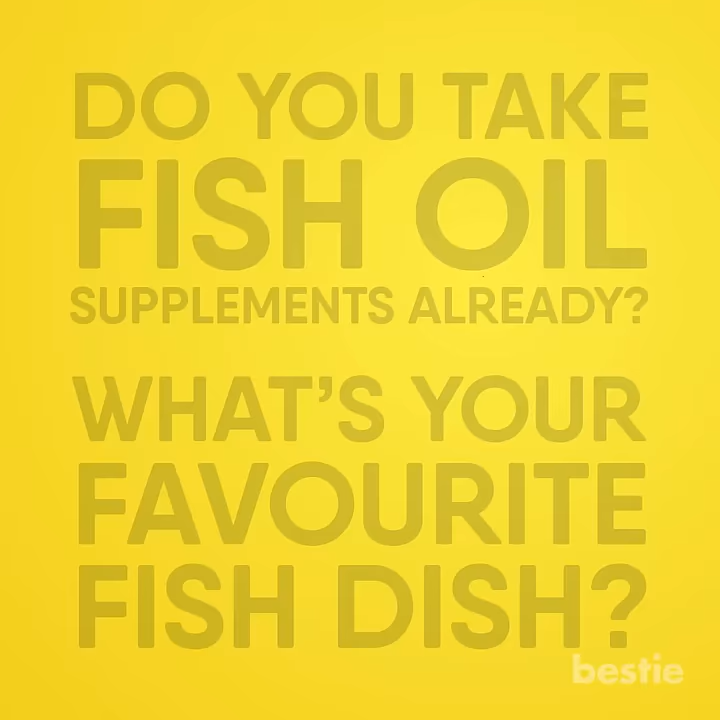 DO YOU TAKE
FISH OIL
SUPPLEMENTS ALREADY?
WHAT'S YOUR
FAVOURITE
FISH DISH?
bestie